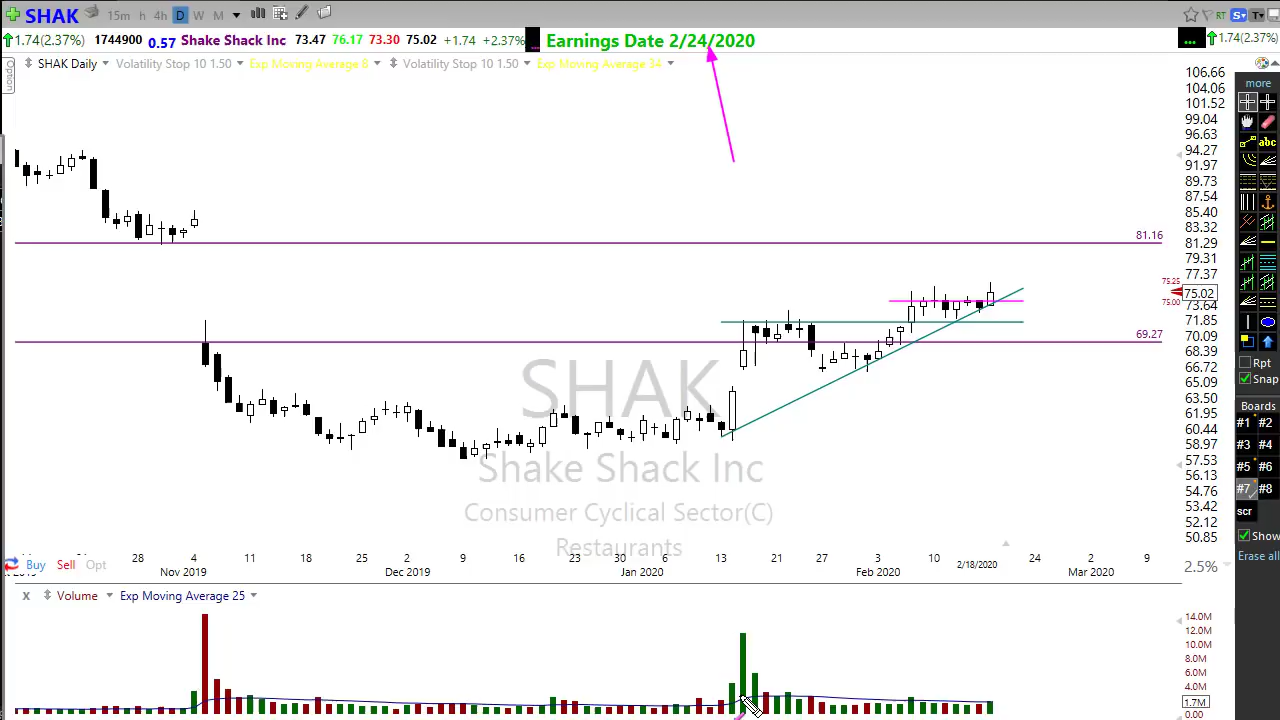 SHAK 15m h 4h D W M RT S T
1.74(2.37%) 1744900 0.57 Shake Shack Inc 73.47 76.17 73.30 75.02 +1.74 +2.37% ... Earnings Date 2/24/2020 ... 1.74(2.37%)
Option
SHAK Daily Volatility Stop 10 1.50 Exp Moving Average 8 Volatility Stop 10 1.50 Exp Moving Average 34
106.66
104.06
101.52
99.04
96.63
94.27
91.97
89.73
87.54
85.40
83.32
81.29
79.31
77.37
75.02
73.64
71.85
70.09
68.39
66.72
65.09
63.50
61.95
60.44
58.97
57.53
56.13
54.76
53.42
52.12
50.85
81.16
75.25
75.00
69.27
SHAK
Shake Shack Inc
Consumer Cyclical Sector(C)
Restaurants
28 4 11 18 25 2 9 16 23 30 6 13 21 27 3 10 24 2 9
Nov 2019 Dec 2019 Jan 2020 Feb 2020 2/18/2020 Mar 2020
Buy Sell Opt
2.5%
x Volume Exp Moving Average 25
14.0M
12.0M
10.0M
8.0M
6.0M
4.0M
1.7M
0.00
more
abc
Rpt
Snap
Boards
#1 #2
#3 #4
#5 #6
#7 #8
scr
Show
Erase all